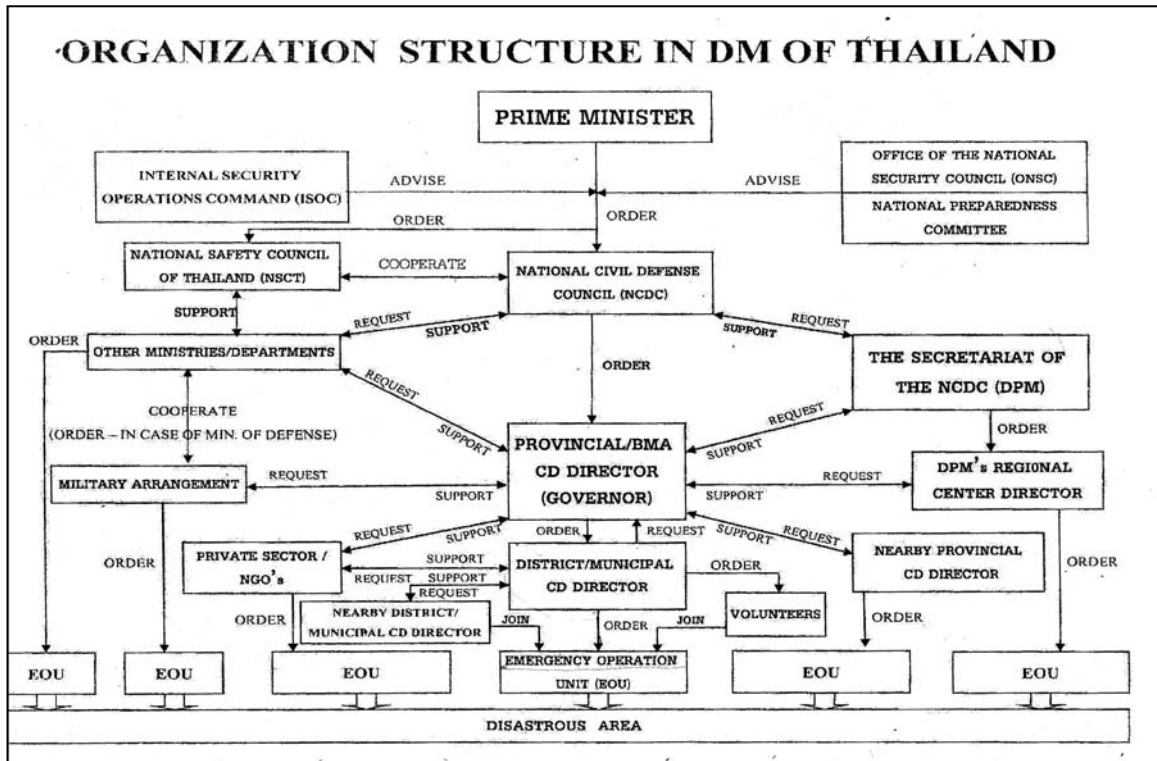 ORGANIZATION STRUCTURE IN DM OF THAILAND
PRIME MINISTER
INTERNAL SECURITY
OPERATIONS COMMAND (ISOC)
ADVISE
ADVISE
OFFICE OF THE NATIONAL
SECURITY COUNCIL (ONSC)
NATIONAL PREPAREDNESS
COMMITTEE
ORDER
ORDER
NATIONAL SAFETY COUNCIL
OF THAILAND (NSCT)
COOPERATE
NATIONAL CIVIL DEFENSE
COUNCIL (NCDC)
SUPPORT
REQUEST
SUPPORT
REQUEST
SUPPORT
ORDER
OTHER MINISTRIES/DEPARTMENTS
ORDER
THE SECRETARIAT OF
THE NCDC (DPM)
REQUEST
SUPPORT
REQUEST
SUPPORT
COOPERATE
(ORDER – IN CASE OF MIN. OF DEFENSE)
ORDER
PROVINCIAL/BMA
CD DIRECTOR
(GOVERNOR)
MILITARY ARRANGEMENT
REQUEST
SUPPORT
REQUEST
SUPPORT
DPM's REGIONAL
CENTER DIRECTOR
REQUEST
SUPPORT
ORDER
REQUEST
REQUEST
SUPPORT
ORDER
PRIVATE SECTOR /
NGO's
SUPPORT
REQUEST
DISTRICT/MUNICIPAL
CD DIRECTOR
ORDER
NEARBY PROVINCIAL
CD DIRECTOR
ORDER
SUPPORT
REQUEST
ORDER
NEARBY DISTRICT/
MUNICIPAL CD DIRECTOR
JOIN
ORDER
JOIN
VOLUNTEERS
ORDER
EOU
EOU
EOU
EMERGENCY OPERATION
UNIT (EOU)
EOU
EOU
DISASTROUS AREA